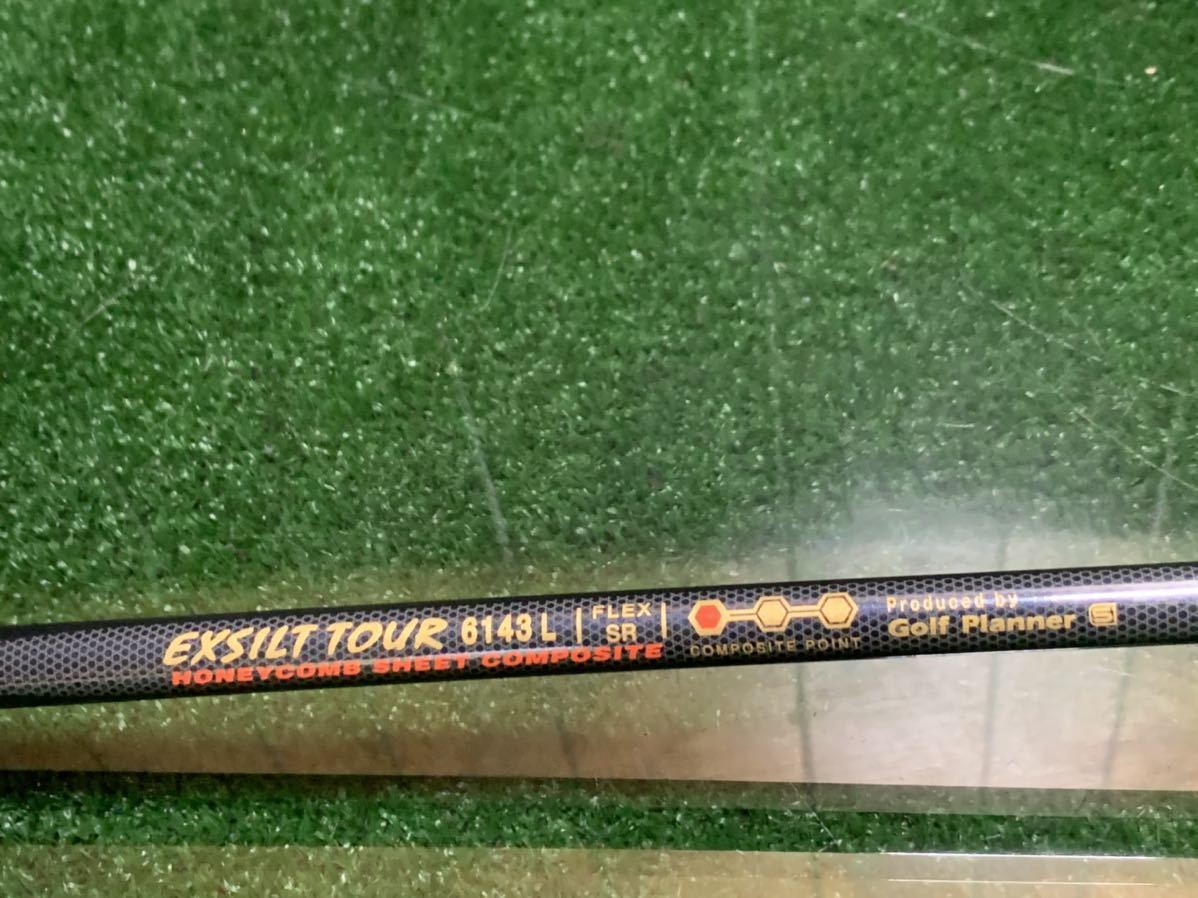 EXSILT TOUR 6143 L
HONEYCOMB SHEET COMPOSITE
FLEX
SR
COMPOSITE POINT
Produced by
Golf Planner